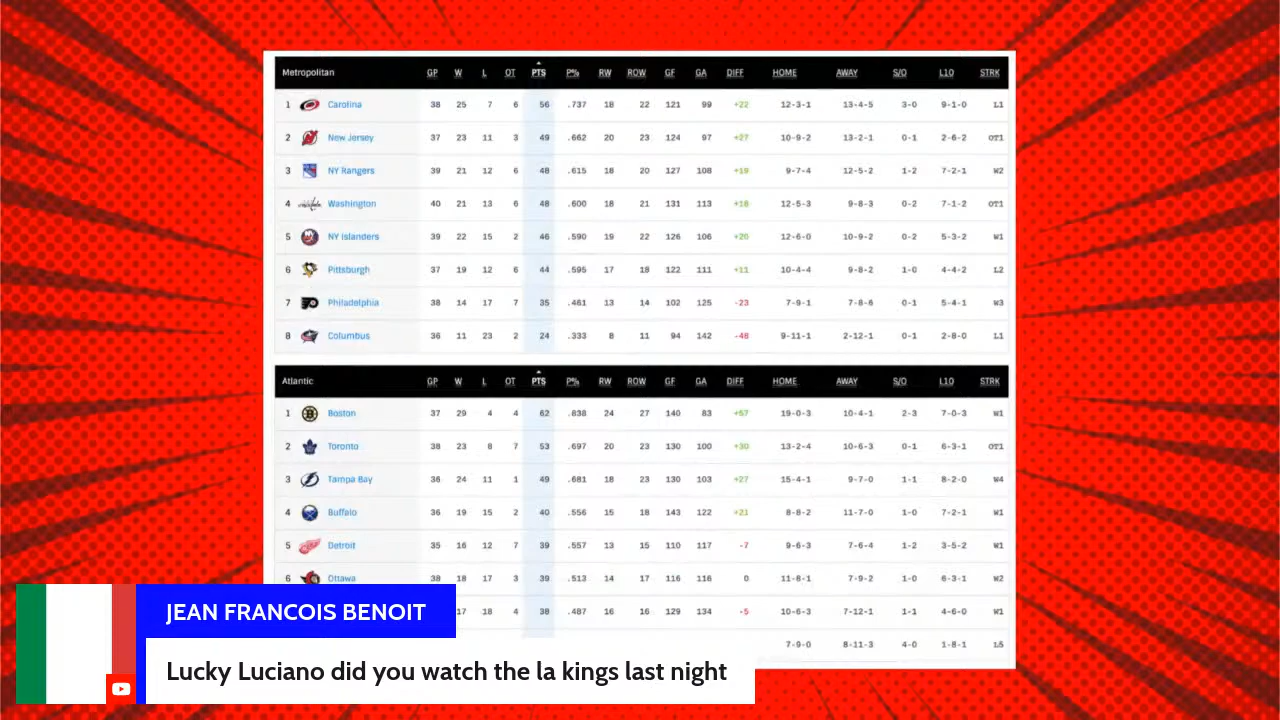 Metropolitan GP W L OT PTS P% RW ROW GF GA DIFF HOME AWAY S/O L10 STRK
1 Carolina 38 25 7 6 56 .737 18 22 121 99 +22 12-3-1 13-4-5 3-0 9-1-0 L1
2 New Jersey 37 23 11 3 49 .662 20 23 124 97 +27 10-9-2 13-2-1 0-1 2-6-2 OT1
3 NY Rangers 39 21 12 6 48 .615 18 20 127 108 +19 9-7-4 12-5-2 1-2 7-2-1 W2
4 Washington 40 21 13 6 48 .600 18 21 131 113 +18 12-5-3 9-8-3 0-2 7-1-2 OT1
5 NY Islanders 39 22 15 2 46 .590 19 22 126 106 +20 12-6-0 10-9-2 0-2 5-3-2 W1
6 Pittsburgh 37 19 12 6 44 .595 17 18 122 111 +11 10-4-4 9-8-2 1-0 4-4-2 L2
7 Philadelphia 38 14 17 7 35 .461 13 14 102 125 -23 7-9-1 7-8-6 0-1 5-4-1 W3
8 Columbus 36 11 23 2 24 .333 8 11 94 142 -48 9-11-1 2-12-1 0-1 2-8-0 L1
Atlantic GP W L OT PTS P% RW ROW GF GA DIFF HOME AWAY S/O L10 STRK
1 Boston 37 29 4 4 62 .838 24 27 140 83 +57 19-0-3 10-4-1 2-3 7-0-3 W1
2 Toronto 38 23 8 7 53 .697 20 23 130 100 +30 13-2-4 10-6-3 0-1 6-3-1 OT1
3 Tampa Bay 36 24 11 1 49 .681 18 23 130 103 +27 15-4-1 9-7-0 1-1 8-2-0 W4
4 Buffalo 36 19 15 2 40 .556 15 18 143 122 +21 8-8-2 11-7-0 1-0 7-2-1 W1
5 Detroit 35 16 12 7 39 .557 13 15 110 117 -7 9-6-3 7-6-4 1-2 3-5-2 W1
6 Ottawa 38 18 17 3 39 .513 14 17 116 116 0 11-8-1 7-9-2 1-0 6-3-1 W2
17 18 4 38 .487 16 16 129 134 -5 10-6-3 7-12-1 1-1 4-6-0 W1
7-9-0 8-11-3 4-0 1-8-1 L5
JEAN FRANCOIS BENOIT
Lucky Luciano did you watch the la kings last night